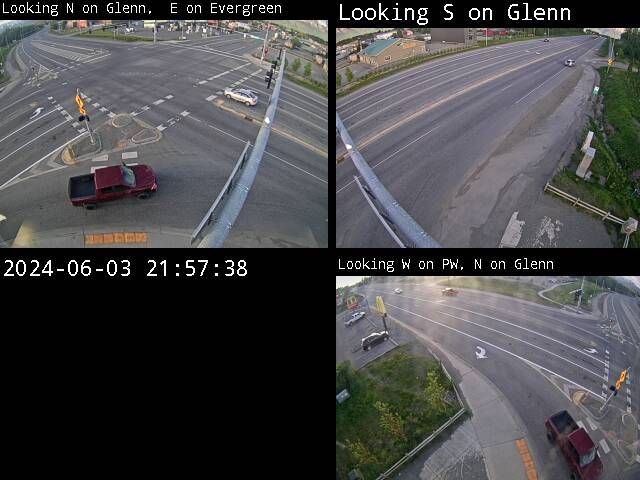 Looking N on Glenn,  E on Evergreen
Looking S on Glenn
2024-06-03 21:57:38
Looking W on PW, N on Glenn